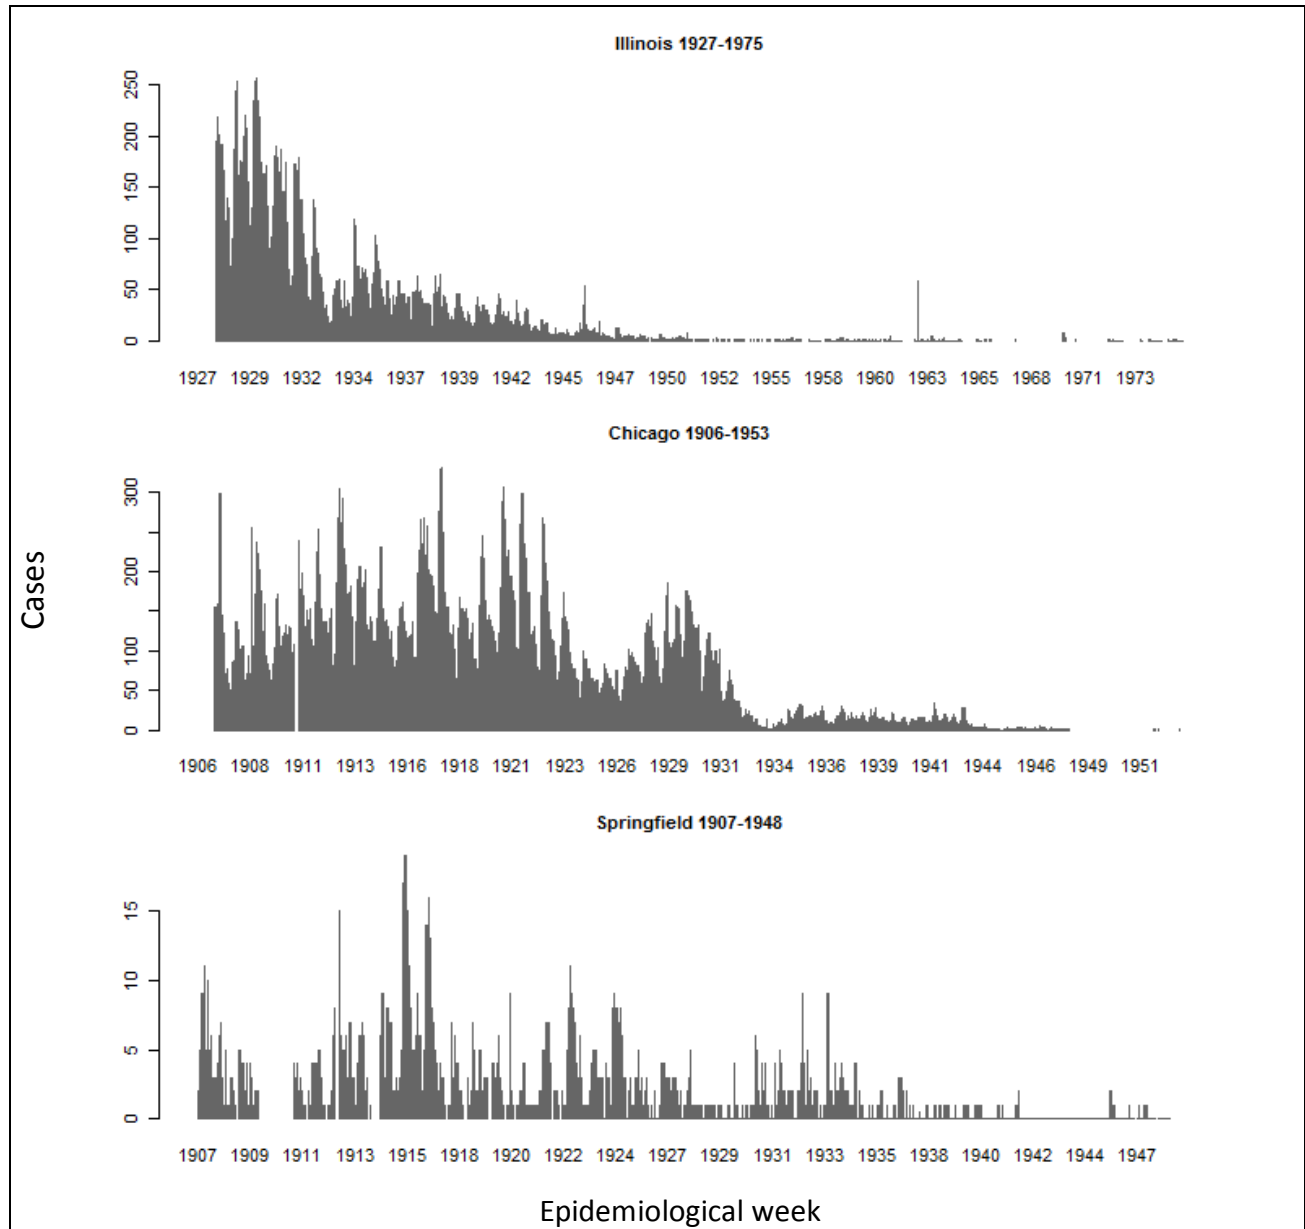 Illinois 1927-1975
250
200
150
100
50
0
1927 1929 1932 1934 1937 1939 1942 1945 1947 1950 1952 1955 1958 1960 1963 1965 1968 1971 1973
Chicago 1906-1953
300
200
100
50
0
1906 1908 1911 1913 1916 1918 1921 1923 1926 1929 1931 1934 1936 1939 1941 1944 1946 1949 1951
Cases
Springfield 1907-1948
15
10
5
0
1907 1909 1911 1913 1915 1918 1920 1922 1924 1927 1929 1931 1933 1935 1938 1940 1942 1944 1947
Epidemiological week